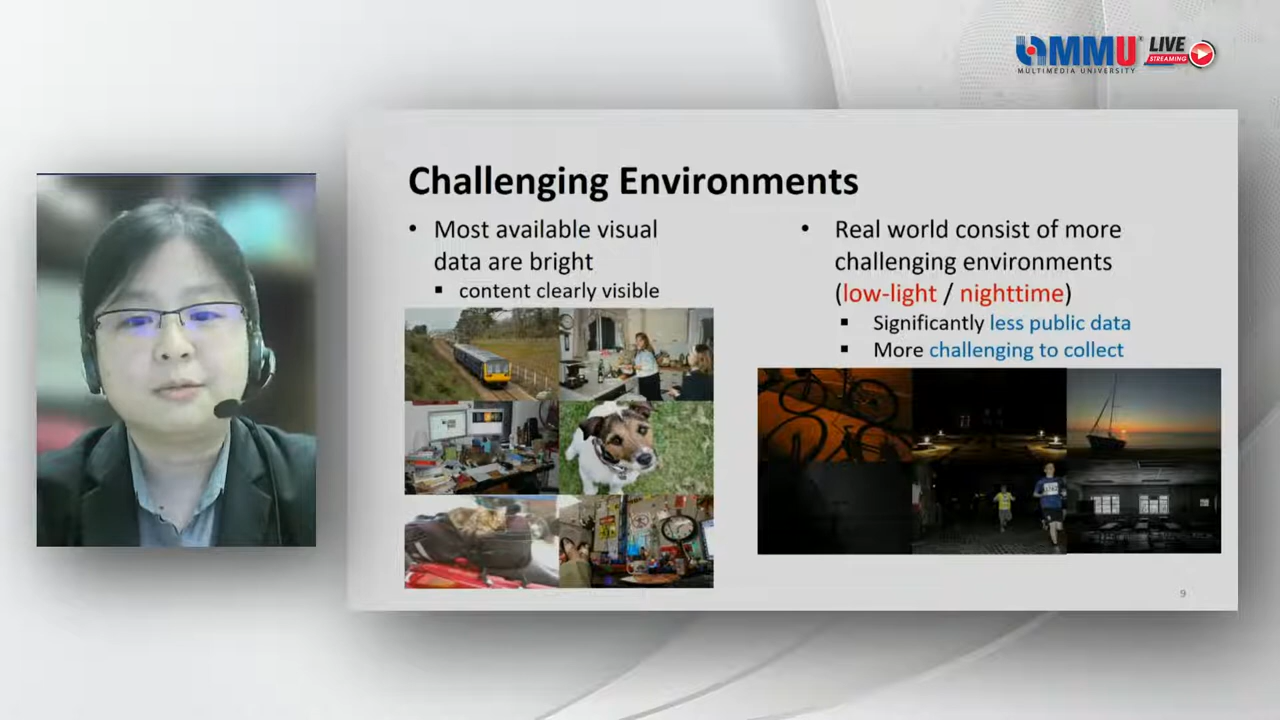 MMU
MULTIMEDIA UNIVERSITY
LIVE
STREAMING
Challenging Environments
• Most available visual
data are bright
▪ content clearly visible
• Real world consist of more
challenging environments
(low-light / nighttime)
▪ Significantly less public data
▪ More challenging to collect
9